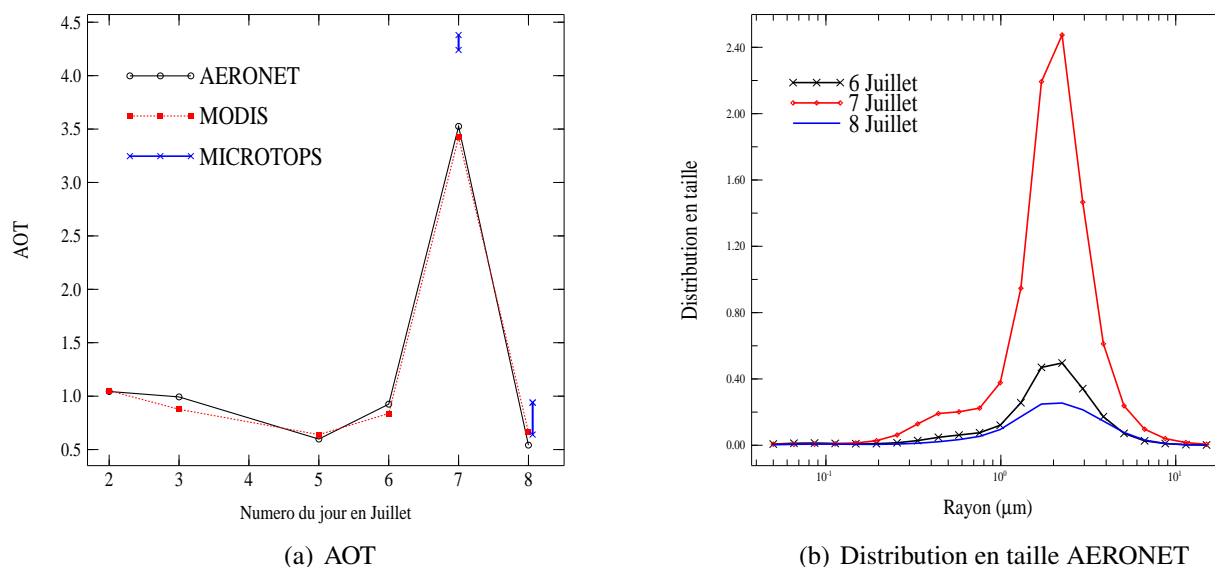 4.5
4.0
3.5
3.0
2.5
2.0
1.5
1.0
0.5
AOT
AERONET
MODIS
MICROTOPS
2 3 4 5 6 7 8
Numero du jour en Juillet
(a) AOT
2.40
2.00
1.60
1.20
0.80
0.40
0.00
Distribution en taille
6 Juillet
7 Juillet
8 Juillet
10-1 100 101
Rayon (μm)
(b) Distribution en taille AERONET